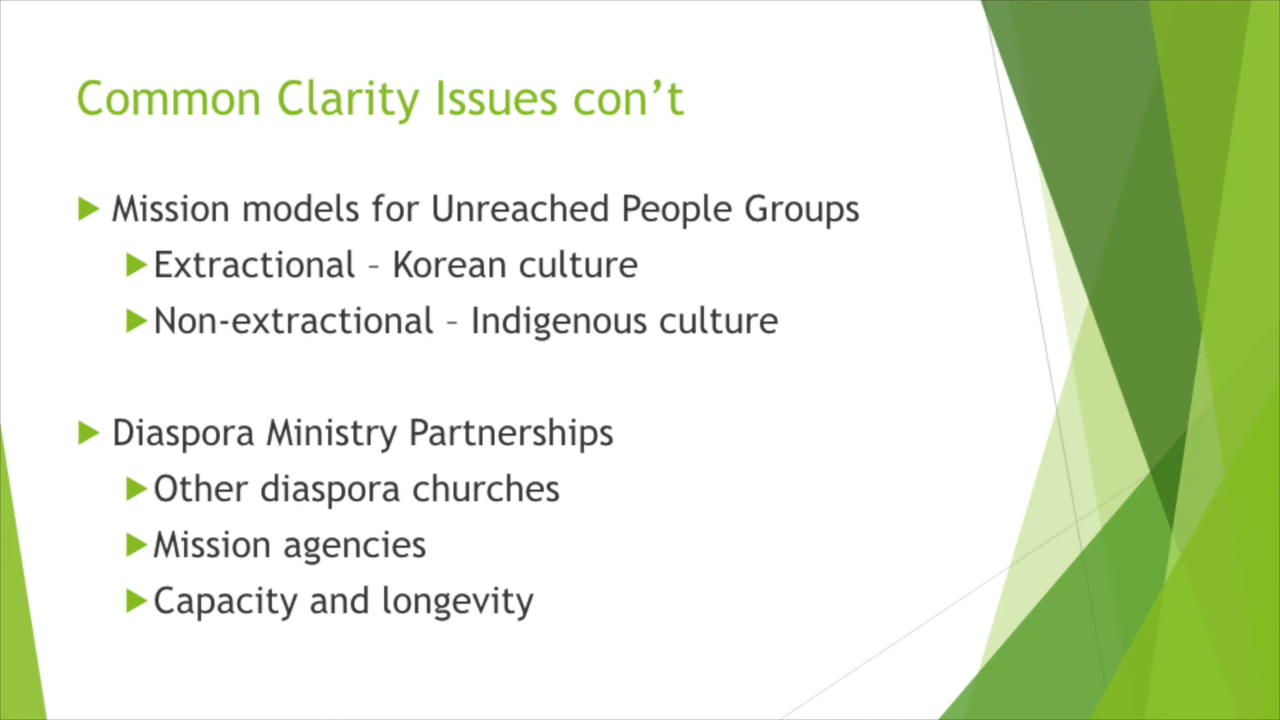 Common Clarity Issues con’t
Mission models for Unreached People Groups
Extractional – Korean culture
Non-extractional – Indigenous culture
Diaspora Ministry Partnerships
Other diaspora churches
Mission agencies
Capacity and longevity